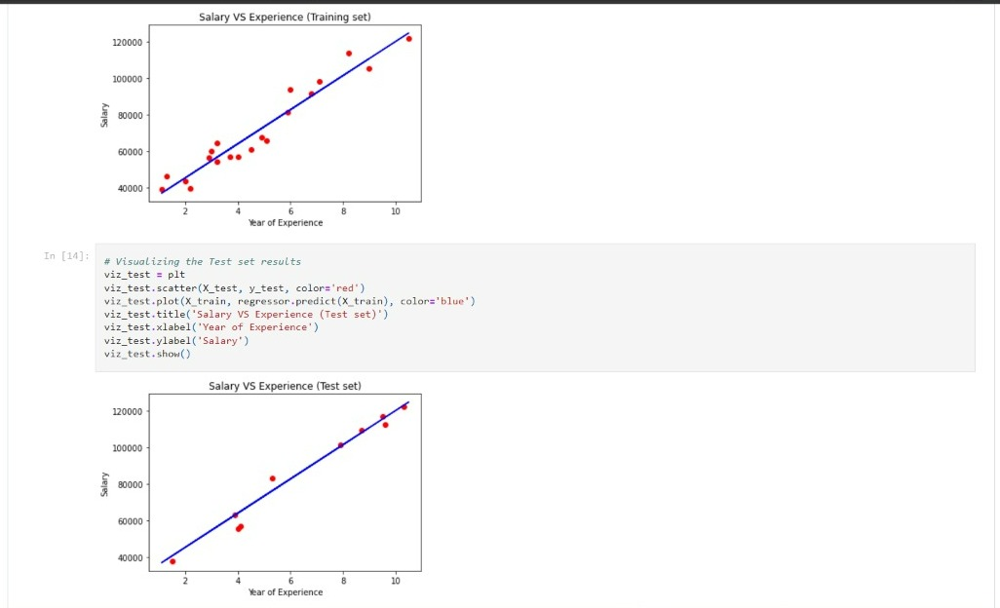 Salary VS Experience (Training set)
120000
100000
80000
60000
40000
Salary
2 4 6 8 10
Year of Experience
In [14]:
# Visualizing the Test set results
viz_test = plt
viz_test.scatter(X_test, y_test, color='red')
viz_test.plot(X_train, regressor.predict(X_train), color='blue')
viz_test.title('Salary VS Experience (Test set)')
viz_test.xlabel('Year of Experience')
viz_test.ylabel('Salary')
viz_test.show()
Salary VS Experience (Test set)
120000
100000
80000
60000
40000
Salary
2 4 6 8 10
Year of Experience